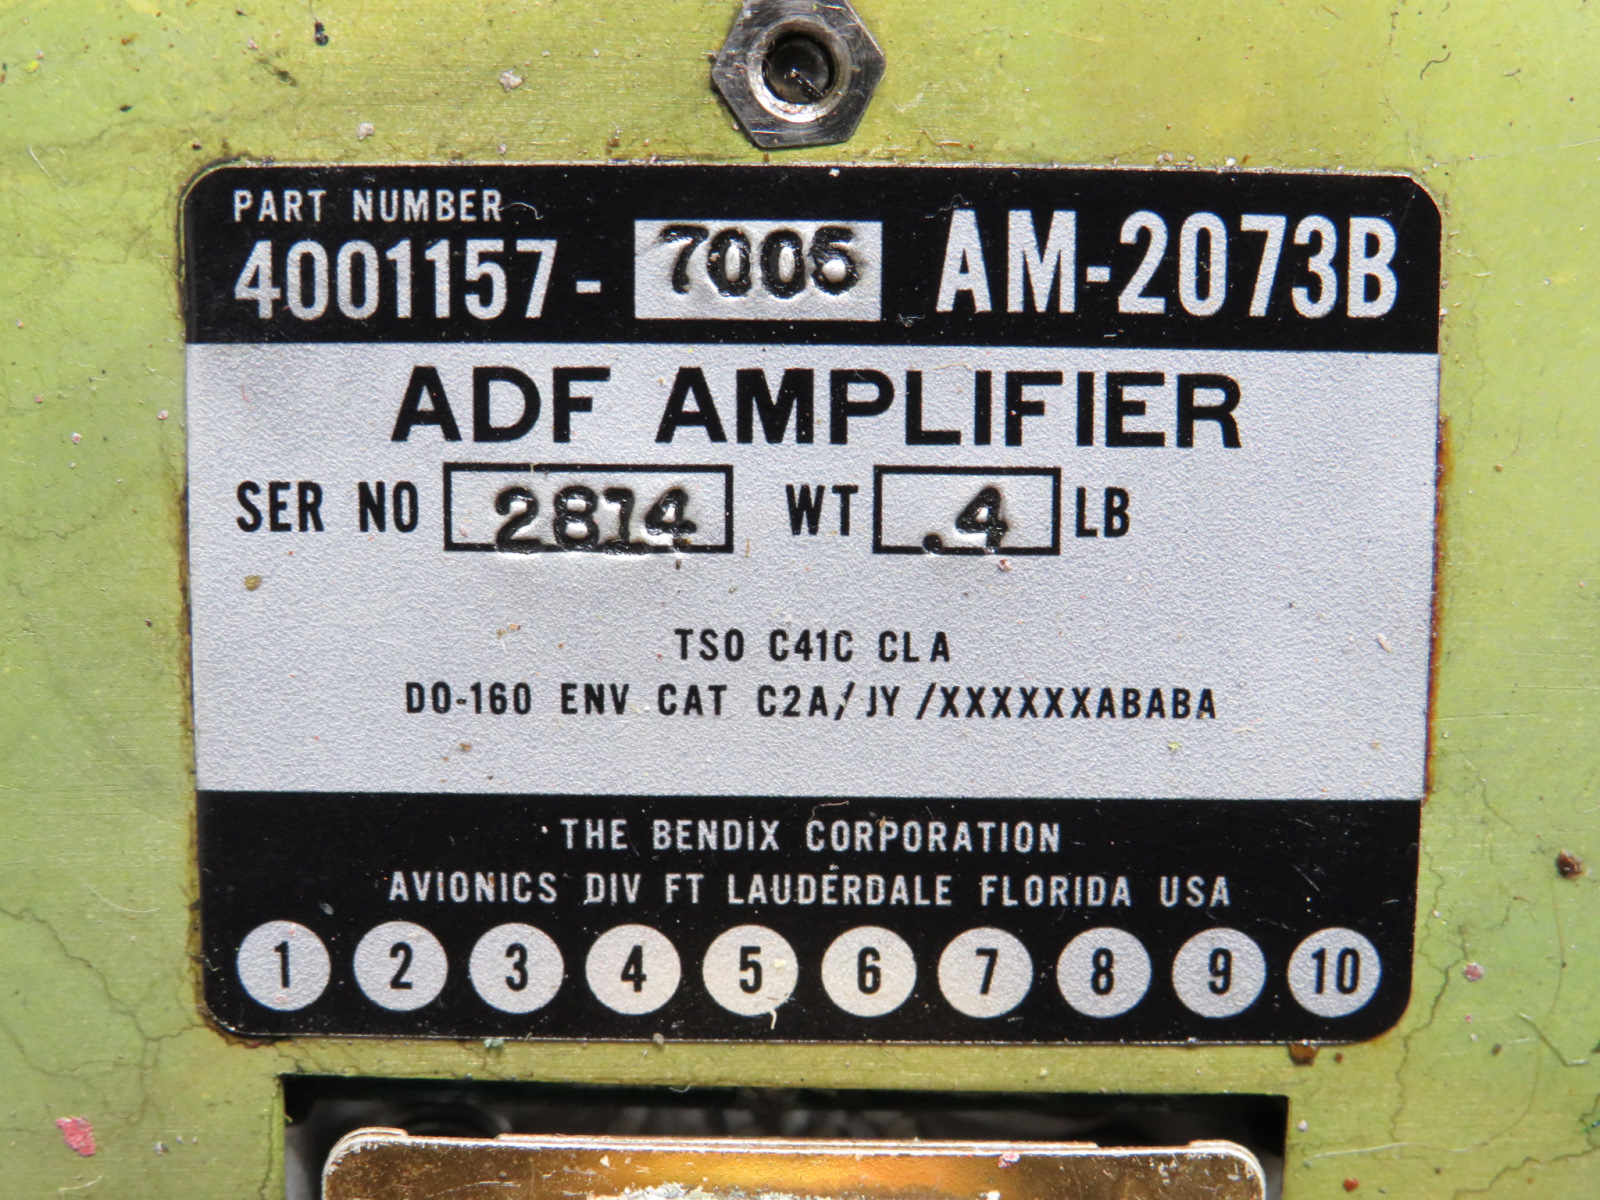 PART NUMBER
4001157- 7005 AM-2073B
ADF AMPLIFIER
SER NO 2814 WT .4 LB
TSO C41C CLA
DO-160 ENV CAT C2A/JY/XXXXXXABABA
THE BENDIX CORPORATION
AVIONICS DIV FT LAUDERDALE FLORIDA USA
1 2 3 4 5 6 7 8 9 10